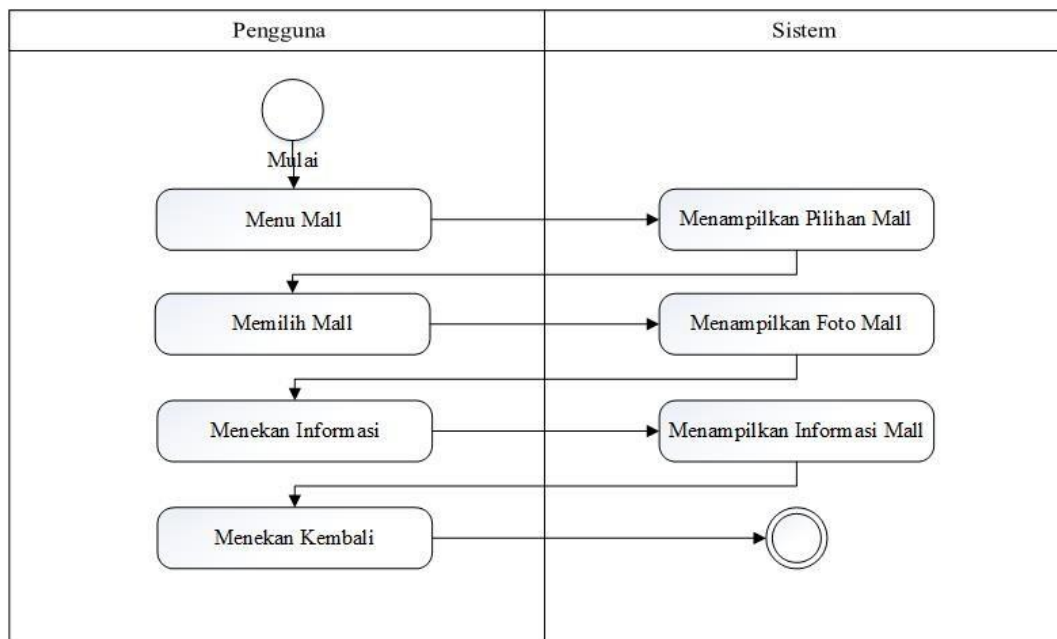 Pengguna
Sistem
Mulai
Menu Mall
Menampilkan Pilihan Mall
Memilih Mall
Menampilkan Foto Mall
Menekan Informasi
Menampilkan Informasi Mall
Menekan Kembali